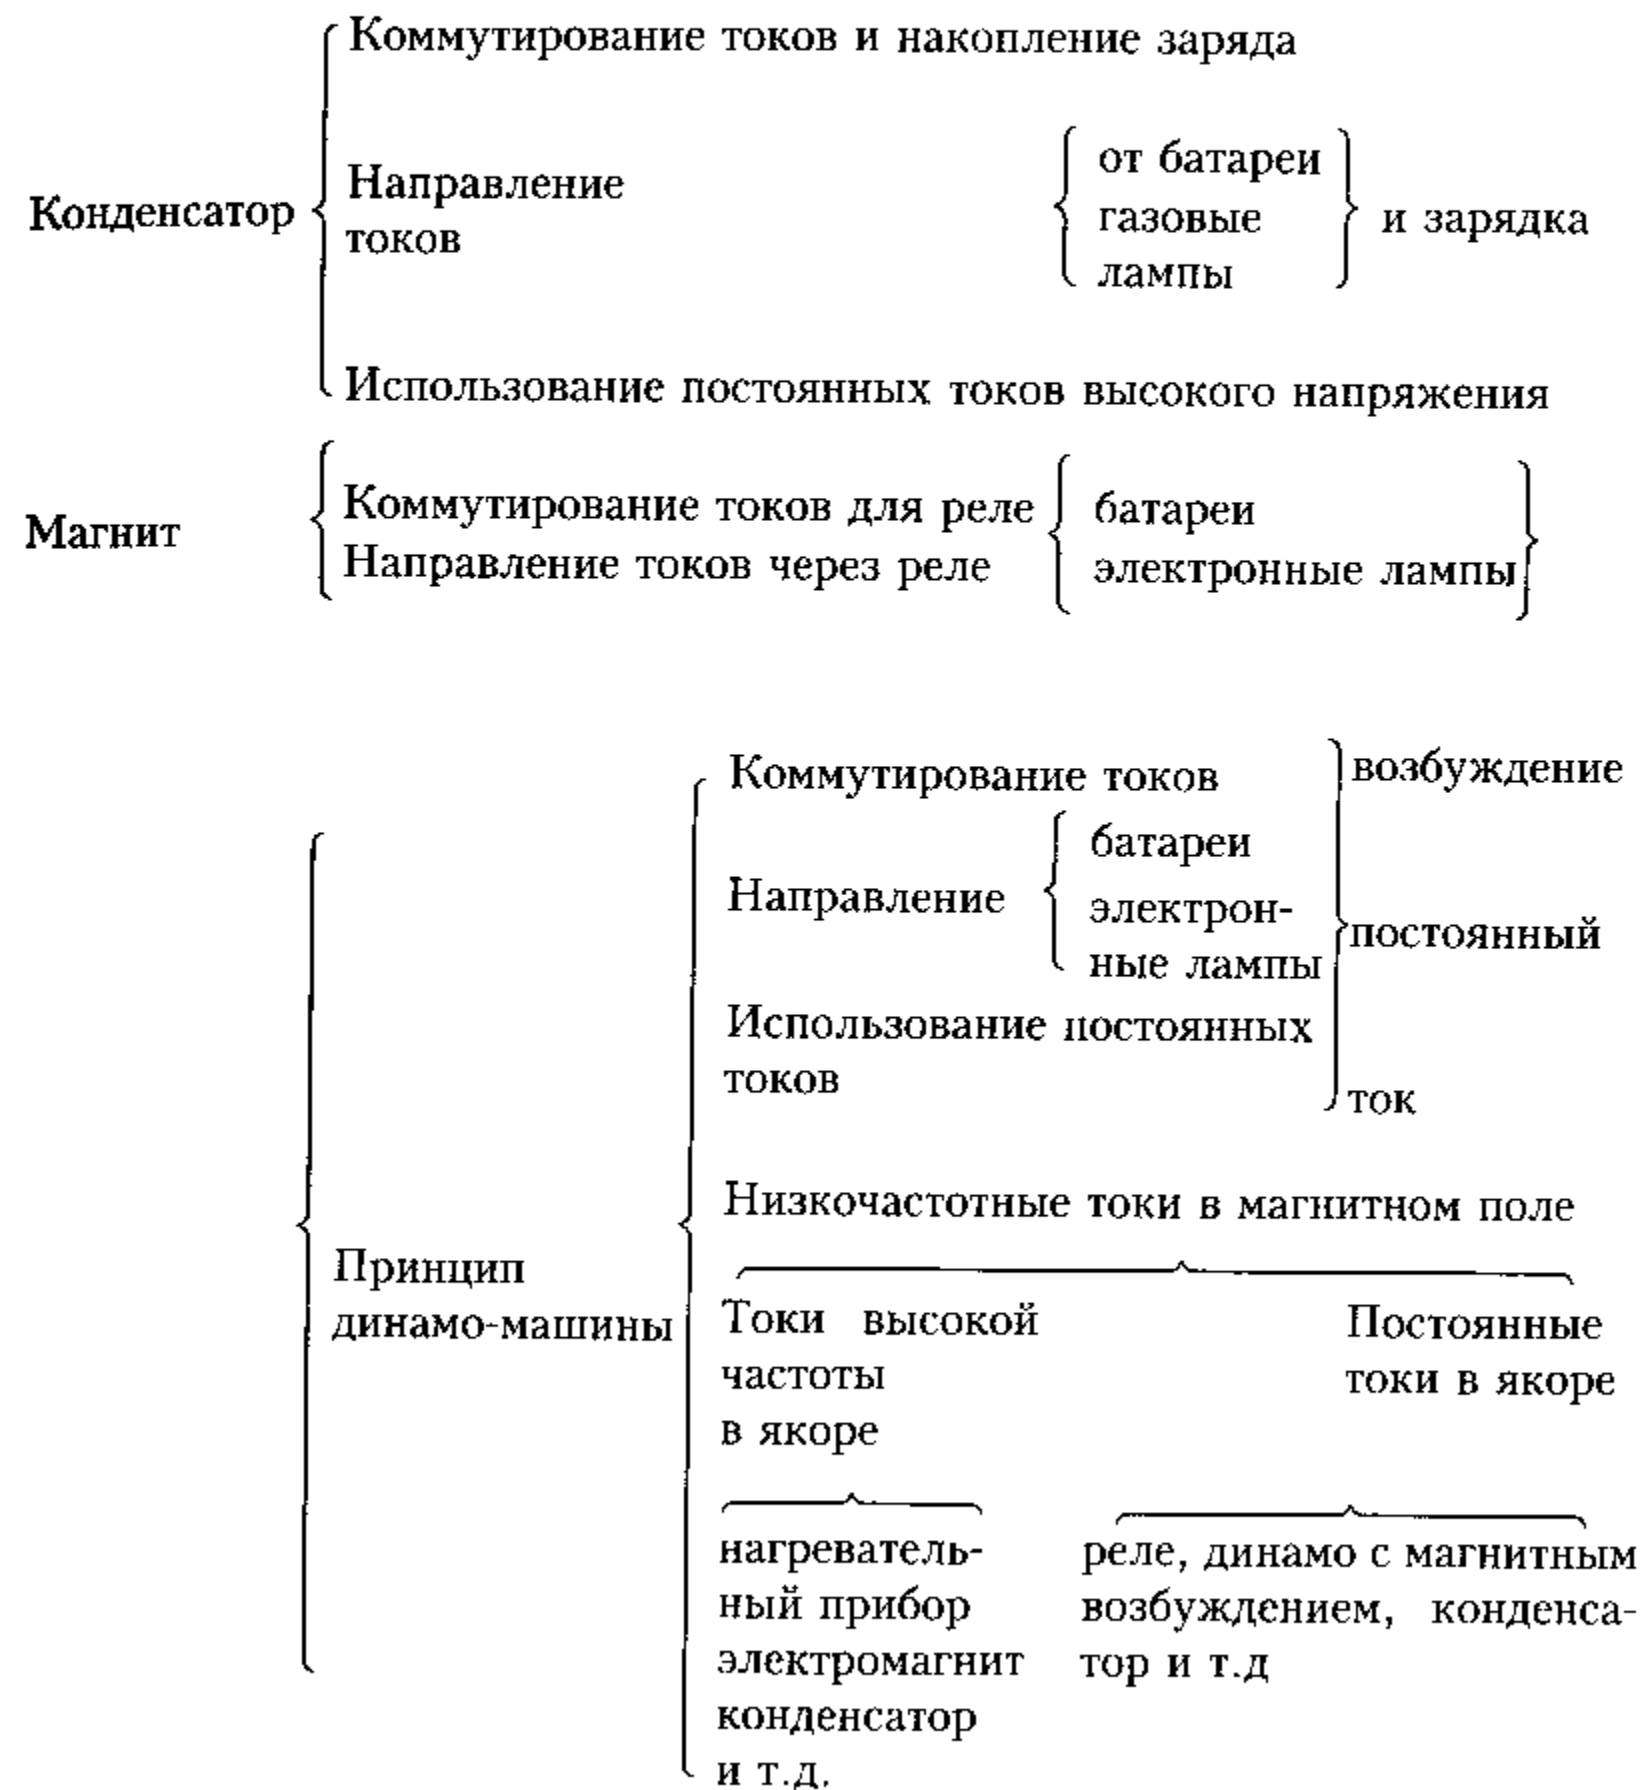 Коммутирование токов и накопление заряда
Конденсатор
Направление
токов
от батареи
газовые
лампы
и зарядка
Использование постоянных токов высокого напряжения
Магнит
Коммутирование токов для реле
Направление токов через реле
батареи
электронные лампы
Принцип
динамо-машины
Коммутирование токов
Направление
батареи
электрон-
ные лампы
Использование постоянных
токов
возбуждение
постоянный
ток
Низкочастотные токи в магнитном поле
Токи высокой
частоты
в якоре
Постоянные
токи в якоре
нагреватель-
ный прибор
электромагнит
конденсатор
и т.д.
реле, динамо с магнитным
возбуждением, конденса-
тор и т.д